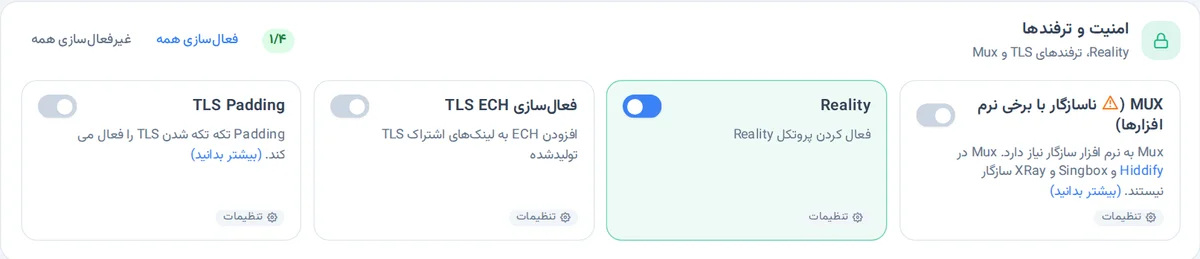 امنیت و ترفندها
Reality، ترفندهای TLS و Mux
۱/۴
فعال‌سازی همه
غیرفعال‌سازی همه
MUX (⚠ ناسازگار با برخی نرم
افزارها)
Mux به نرم افزار سازگار نیاز دارد. Mux در
Hiddify و Singbox و XRay سازگار
نیستند. (بیشتر بدانید)
تنظیمات
Reality
فعال کردن پروتکل Reality
تنظیمات
فعال‌سازی TLS ECH
افزودن ECH به لینک‌های اشتراک TLS
تولیدشده
تنظیمات
TLS Padding
Padding تکه تکه شدن TLS را فعال می
کند. (بیشتر بدانید)
تنظیمات